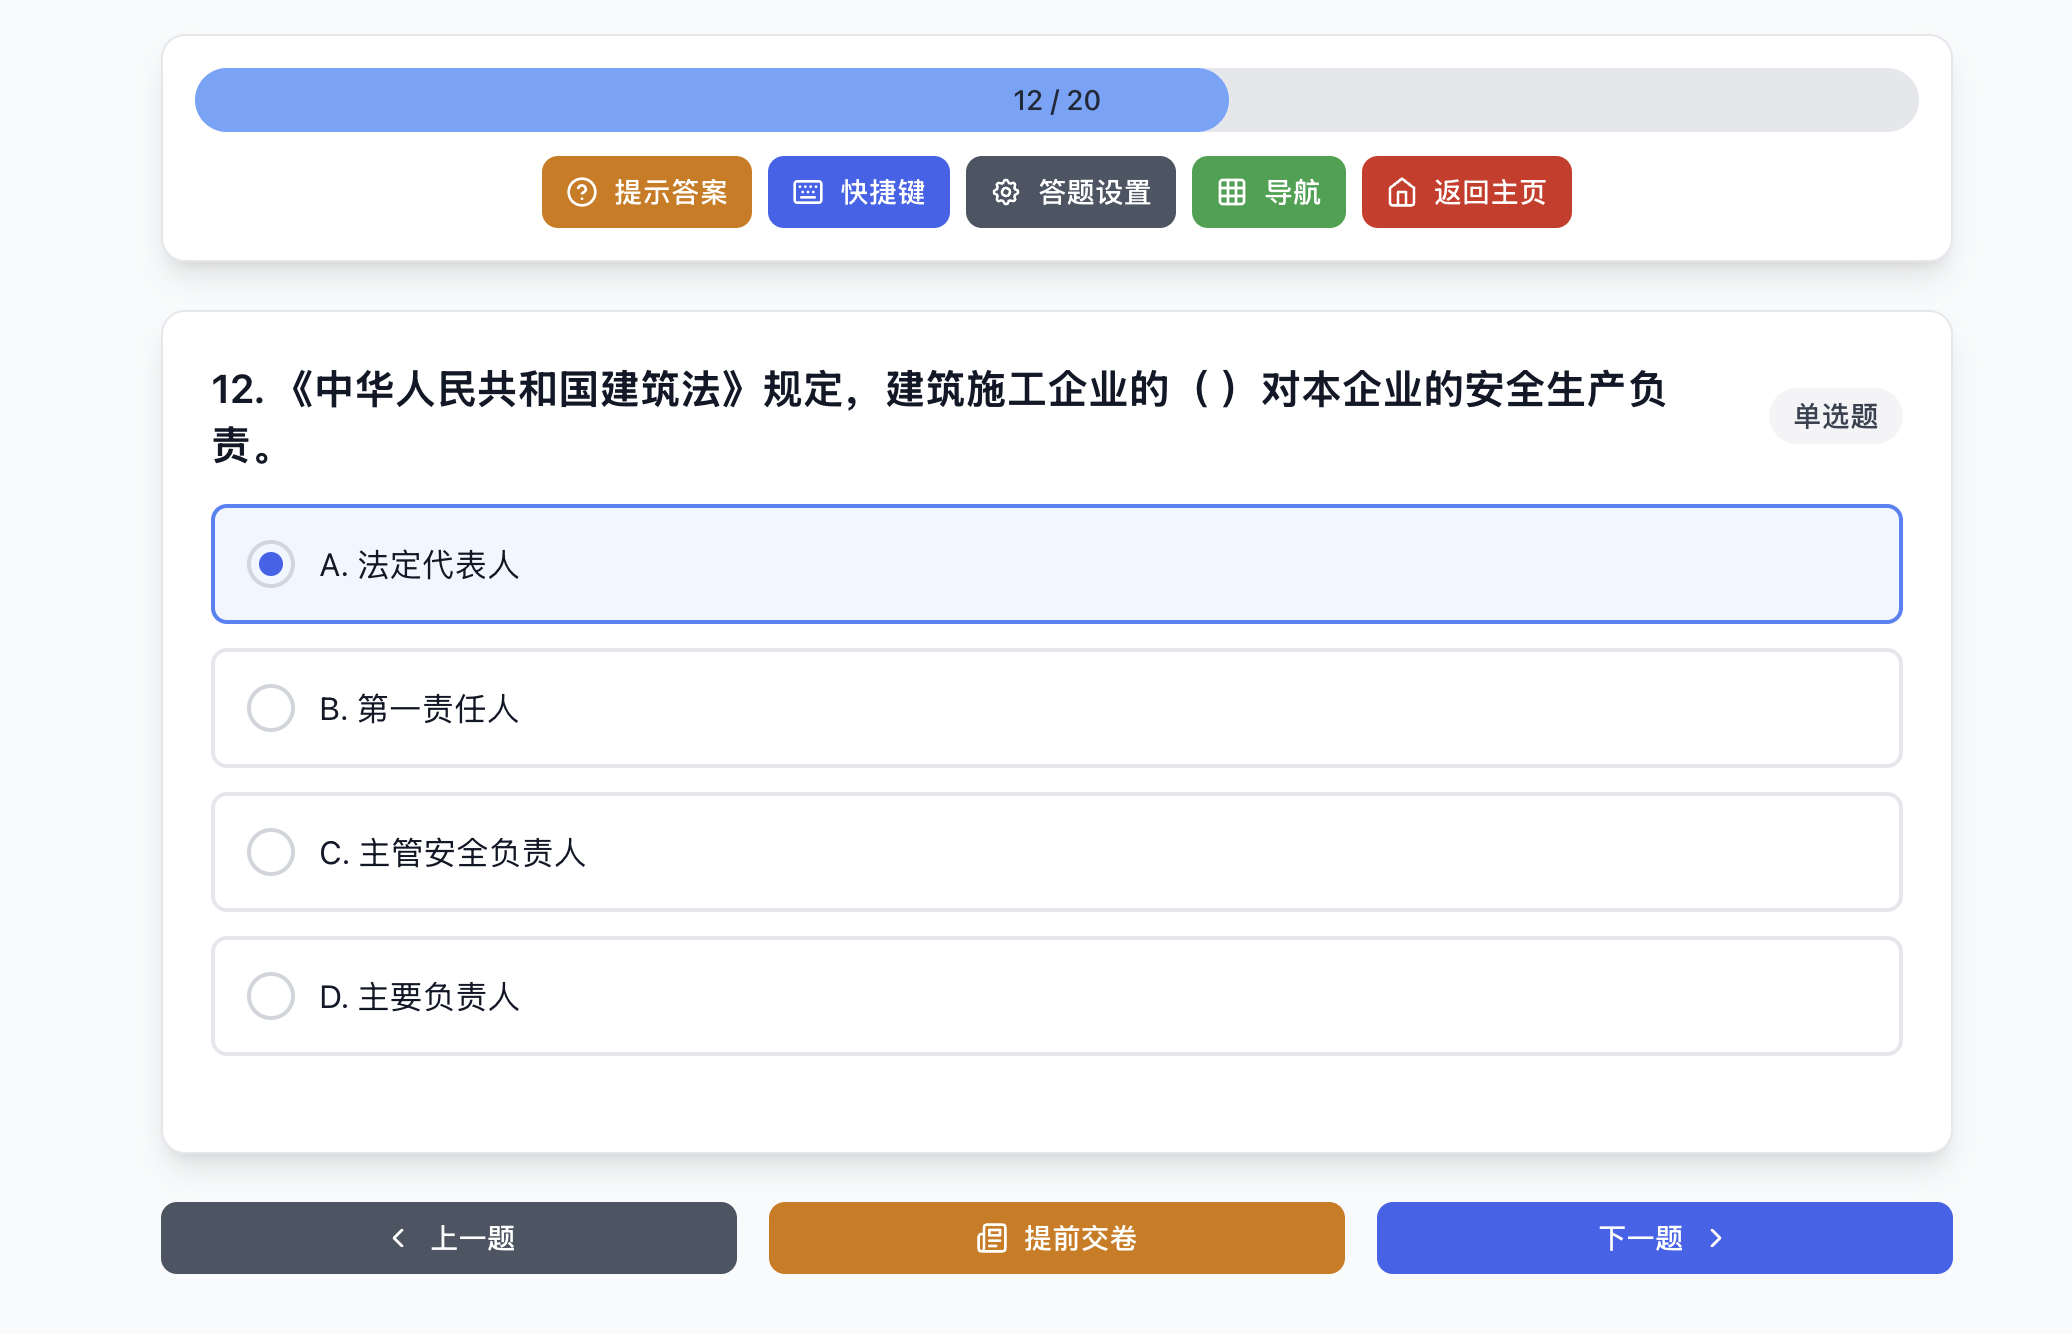 12 / 20
提示答案 快捷键 答题设置 导航 返回主页
12. 《中华人民共和国建筑法》规定，建筑施工企业的（ ）对本企业的安全生产负
责。
单选题
A. 法定代表人
B. 第一责任人
C. 主管安全负责人
D. 主要负责人
上一题 提前交卷 下一题